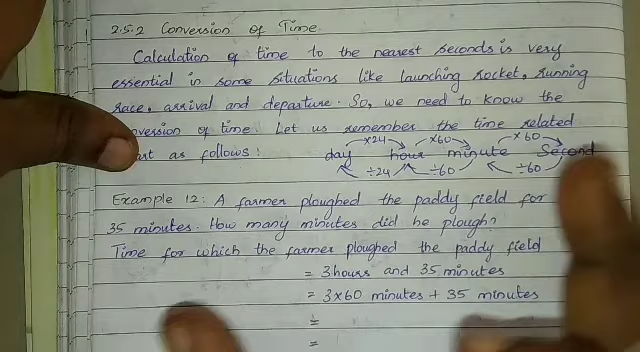 2.5.2 Conversion of Time
Calculation of time to the nearest seconds is very
essential in some situations like launching rocket, running
race, arrival and departure. So, we need to know the
of time. Let us remember the time related
as follows:
×24 ×60 ×60
day hour minute Second
÷24 ÷60 ÷60
Example 12: A farmer ploughed the paddy field for
35 minutes. How many minutes did he plough?
Time for which the farmer ploughed the paddy field
= 3 hours and 35 minutes
= 3×60 minutes + 35 minutes
=
=